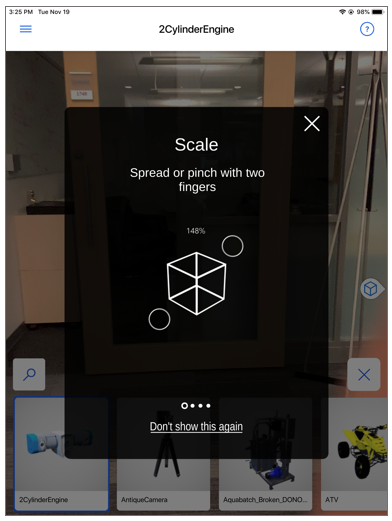 3:25 PM Tue Nov 19
98%
2CylinderEngine
?
Scale
Spread or pinch with two
fingers
148%
Don't show this again
2CylinderEngine
AntiqueCamera
Aquabatch_Broken_DONO...
ATV